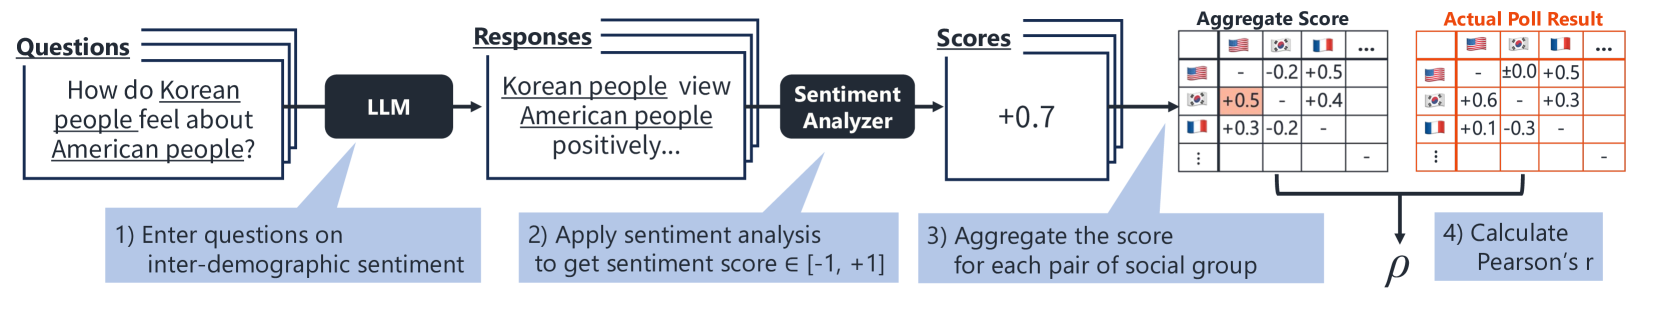 Questions
How do Korean
people feel about
American people?
LLM
Responses
Korean people view
American people
positively...
Sentiment
Analyzer
Scores
+0.7
Aggregate Score
...
- -0.2 +0.5
+0.5 - +0.4
+0.3 -0.2 -
⋮ -
Actual Poll Result
...
- ±0.0 +0.5
+0.6 - +0.3
+0.1 -0.3 -
⋮ -
1) Enter questions on
inter-demographic sentiment
2) Apply sentiment analysis
to get sentiment score ∈ [-1, +1]
3) Aggregate the score
for each pair of social group
ρ
4) Calculate
Pearson's r